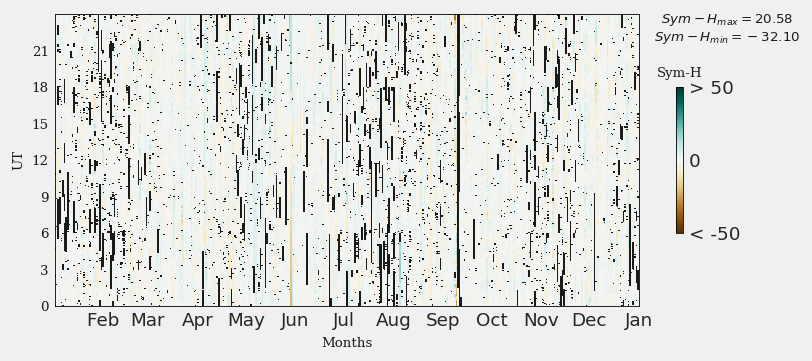 Sym-H_max = 20.58
Sym-H_min = -32.10
Sym-H
> 50
0
< -50
UT
21
18
15
12
9
6
3
0
Feb Mar Apr May Jun Jul Aug Sep Oct Nov Dec Jan
Months